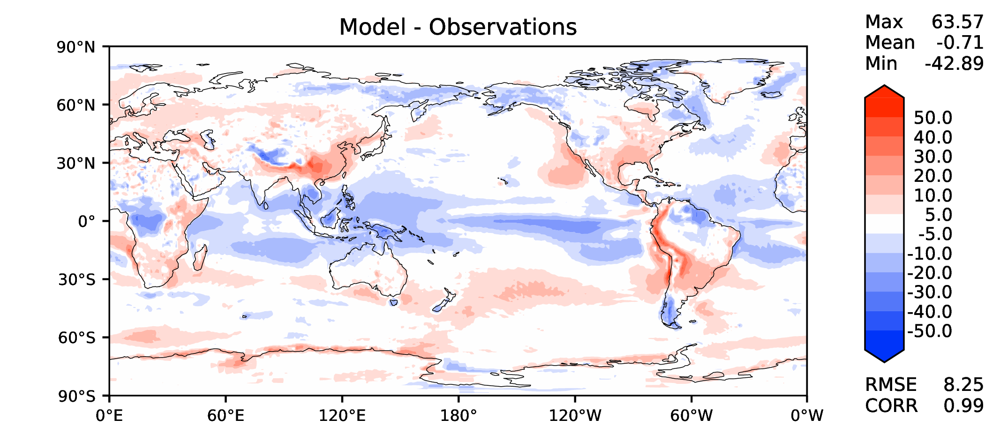 Model - Observations
Max 63.57
Mean -0.71
Min -42.89
90°N
60°N
30°N
0°
30°S
60°S
90°S
0°E 60°E 120°E 180° 120°W 60°W 0°W
50.0
40.0
30.0
20.0
10.0
5.0
-5.0
-10.0
-20.0
-30.0
-40.0
-50.0
RMSE 8.25
CORR 0.99